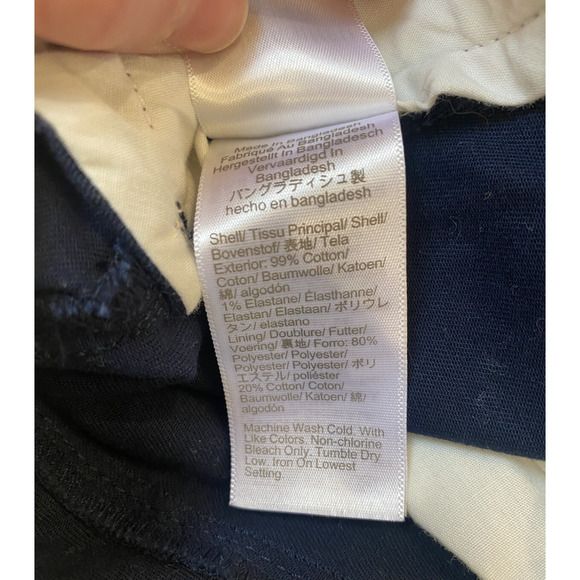 Made In Bangladesh
Fabriqué Au Bangladesh
Hergestellt In Bangladesch
Vervaardigd In
Bangladesh
バングラディシュ製
hecho en bangladesh
Shell/ Tissu Principal/ Shell/
Bovenstof/ 表地/ Tela
Exterior: 99% Cotton/
Coton/ Baumwolle/ Katoen/
綿/ algodón
1% Elastane/ Élasthanne/
Elastan/ Elastaan/ ポリウレ
タン/ elastano
Lining/ Doublure/ Futter/
Voering/ 裏地/ Forro: 80%
Polyester/ Polyester/
Polyester/ Polyester/ ポリ
エステル/ poliéster
20% Cotton/ Coton/
Baumwolle/ Katoen/ 綿/
algodón
Machine Wash Cold. With
Like Colors. Non-chlorine
Bleach Only. Tumble Dry
Low. Iron On Lowest
Setting.